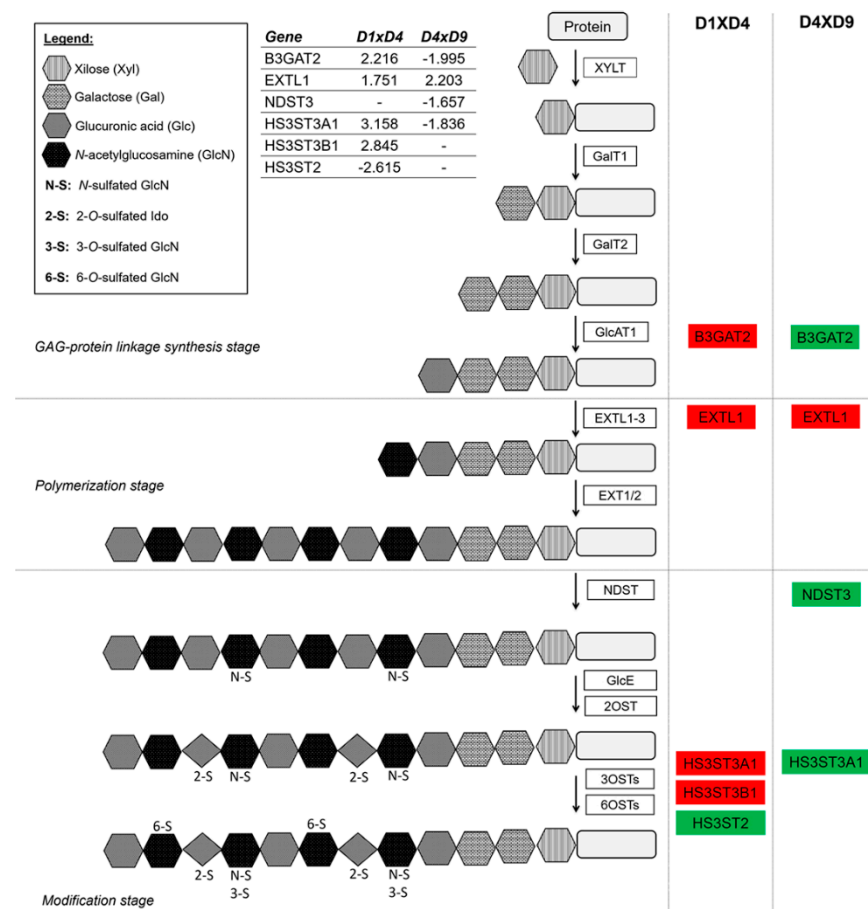 Legend:
Xilose (Xyl)
Galactose (Gal)
Glucuronic acid (Glc)
N-acetylglucosamine (GlcN)
N-S: N-sulfated GlcN
2-S: 2-O-sulfated Ido
3-S: 3-O-sulfated GlcN
6-S: 6-O-sulfated GlcN
Gene D1xD4 D4xD9
B3GAT2 2.216 -1.995
EXTL1 1.751 2.203
NDST3 - -1.657
HS3ST3A1 3.158 -1.836
HS3ST3B1 2.845 -
HS3ST2 -2.615 -
Protein
D1XD4 D4XD9
XYLT
GalT1
GalT2
GlcAT1
B3GAT2 B3GAT2
GAG-protein linkage synthesis stage
EXTL1-3
EXTL1 EXTL1
Polymerization stage
EXT1/2
NDST
NDST3
N-S N-S
GlcE
2OST
2-S N-S 2-S N-S
3OSTs
6OSTs
HS3ST3A1 HS3ST3A1
HS3ST3B1
HS3ST2
6-S 6-S
2-S N-S 2-S N-S
3-S 3-S
Modification stage